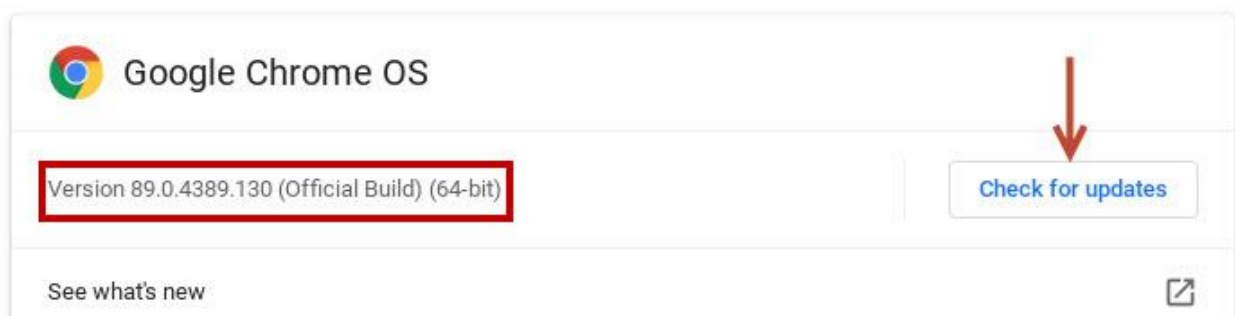 Google Chrome OS
Version 89.0.4389.130 (Official Build) (64-bit)
Check for updates
See what's new